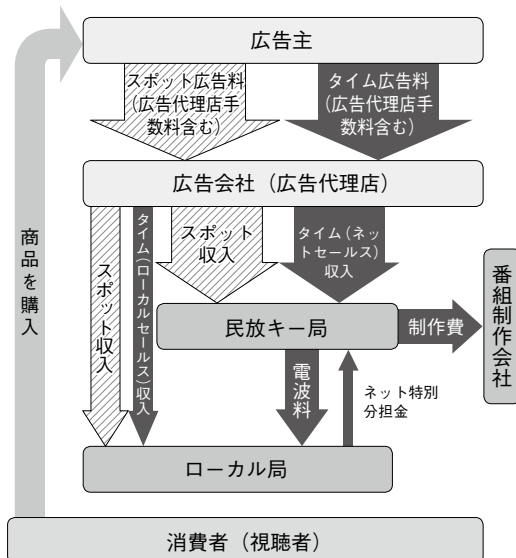 広告主
スポット広告料
(広告代理店手
数料含む)
タイム広告料
(広告代理店手
数料含む)
広告会社（広告代理店）
スポット収入
タイム（ローカルセールス）収入
スポット
収入
タイム（ネッ
トセールス）
収入
商品を購入
民放キー局
制作費
番組制作会社
電波料
ネット特別
分担金
ローカル局
消費者（視聴者）